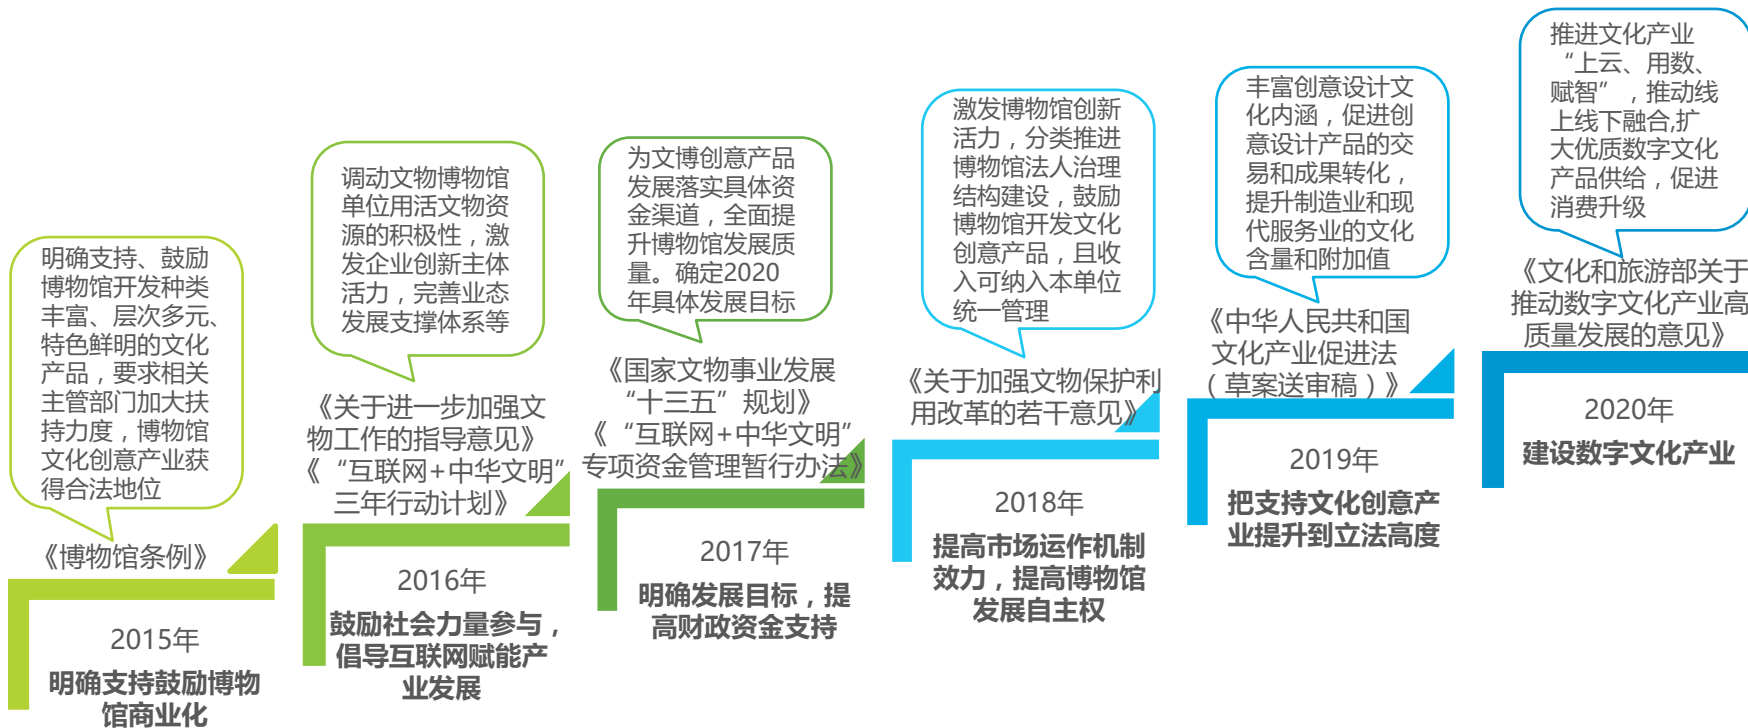 明确支持、鼓励
博物馆开发种类
丰富、层次多元、
特色鲜明的文化
产品，要求相关
主管部门加大扶
持力度，博物馆
文化创意产业获
得合法地位
《博物馆条例》
2015年
明确支持鼓励博物
馆商业化
调动文物博物馆
单位用活文物资
源的积极性，激
发企业创新主体
活力，完善业态
发展支撑体系等
《关于进一步加强文
物工作的指导意见》
《“互联网+中华文明”
三年行动计划》
2016年
鼓励社会力量参与，
倡导互联网赋能产
业发展
为文博创意产品
发展落实具体资
金渠道，全面提
升博物馆发展质
量。确定2020
年具体发展目标
《国家文物事业发展
“十三五”规划》
《“互联网+中华文明”
专项资金管理暂行办法》
2017年
明确发展目标，提
高财政资金支持
激发博物馆创新
活力，分类推进
博物馆法人治理
结构建设，鼓励
博物馆开发文化
创意产品，且收
入可纳入本单位
统一管理
《关于加强文物保护利
用改革的若干意见》
2018年
提高市场运作机制
效力，提高博物馆
发展自主权
丰富创意设计文
化内涵，促进创
意设计产品的交
易和成果转化，
提升制造业和现
代服务业的文化
含量和附加值
《中华人民共和国
文化产业促进法
（草案送审稿）》
2019年
把支持文化创意产
业提升到立法高度
推进文化产业
“上云、用数、
赋智”，推动线
上线下融合,扩
大优质数字文化
产品供给，促进
消费升级
《文化和旅游部关于
推动数字文化产业高
质量发展的意见》
2020年
建设数字文化产业